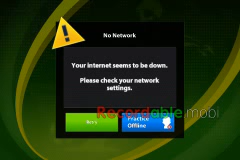 No Network
Your internet seems to be down.
Please check your network
settings.
Recordable.mobi
Retry
Practice
Offline